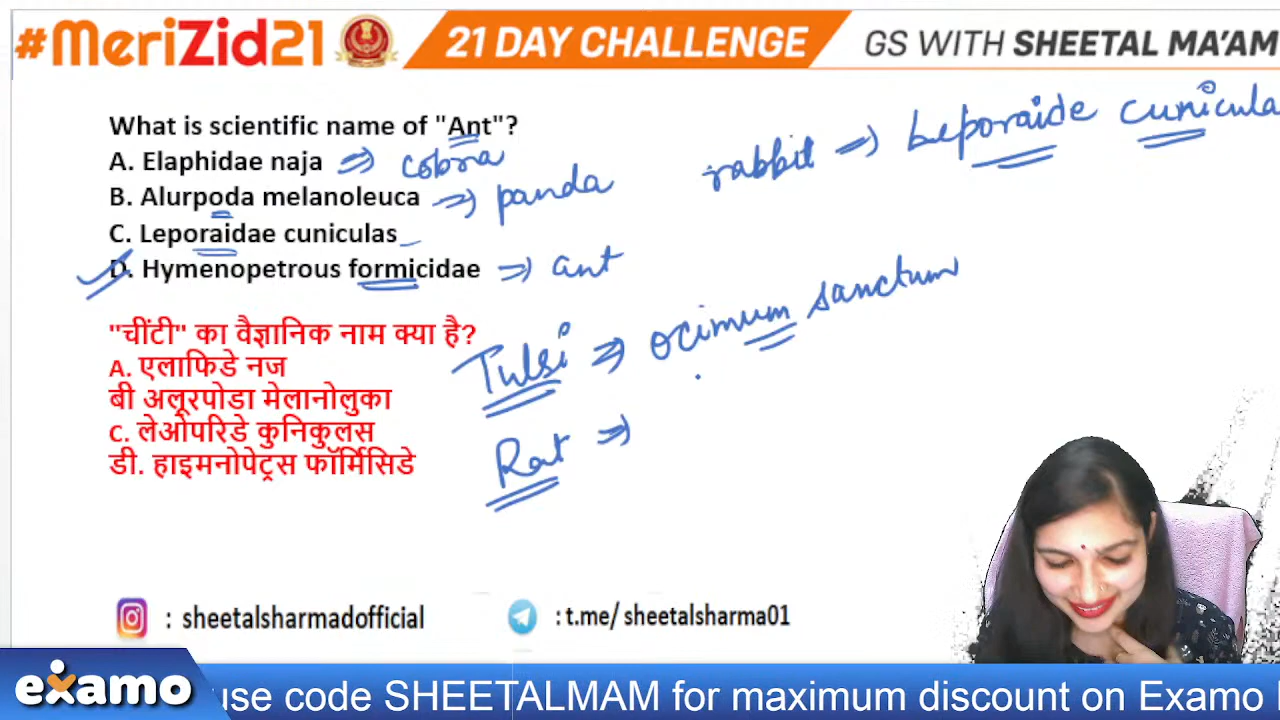 #MeriZid21 21 DAY CHALLENGE GS WITH SHEETAL MA'AM
What is scientific name of "Ant"?
A. Elaphidae naja ⇒ cobra
B. Alurpoda melanoleuca ⇒ panda
rabbit ⇒ Leporaide cunicula
C. Leporaidae cuniculas
D. Hymenopetrous formicidae ⇒ ant
"चींटी" का वैज्ञानिक नाम क्या है?
A. एलाफिडे नज
बी अलूरपोडा मेलानोलुका
C. लेओपरिडे कुनिकुलस
डी. हाइमनोपेट्रस फॉर्मिसिडे
Tulsi ⇒ ocimum sanctum
Rat ⇒
: sheetalsharmadofficial : t.me/ sheetalsharma01
examo use code SHEETALMAM for maximum discount on Examo